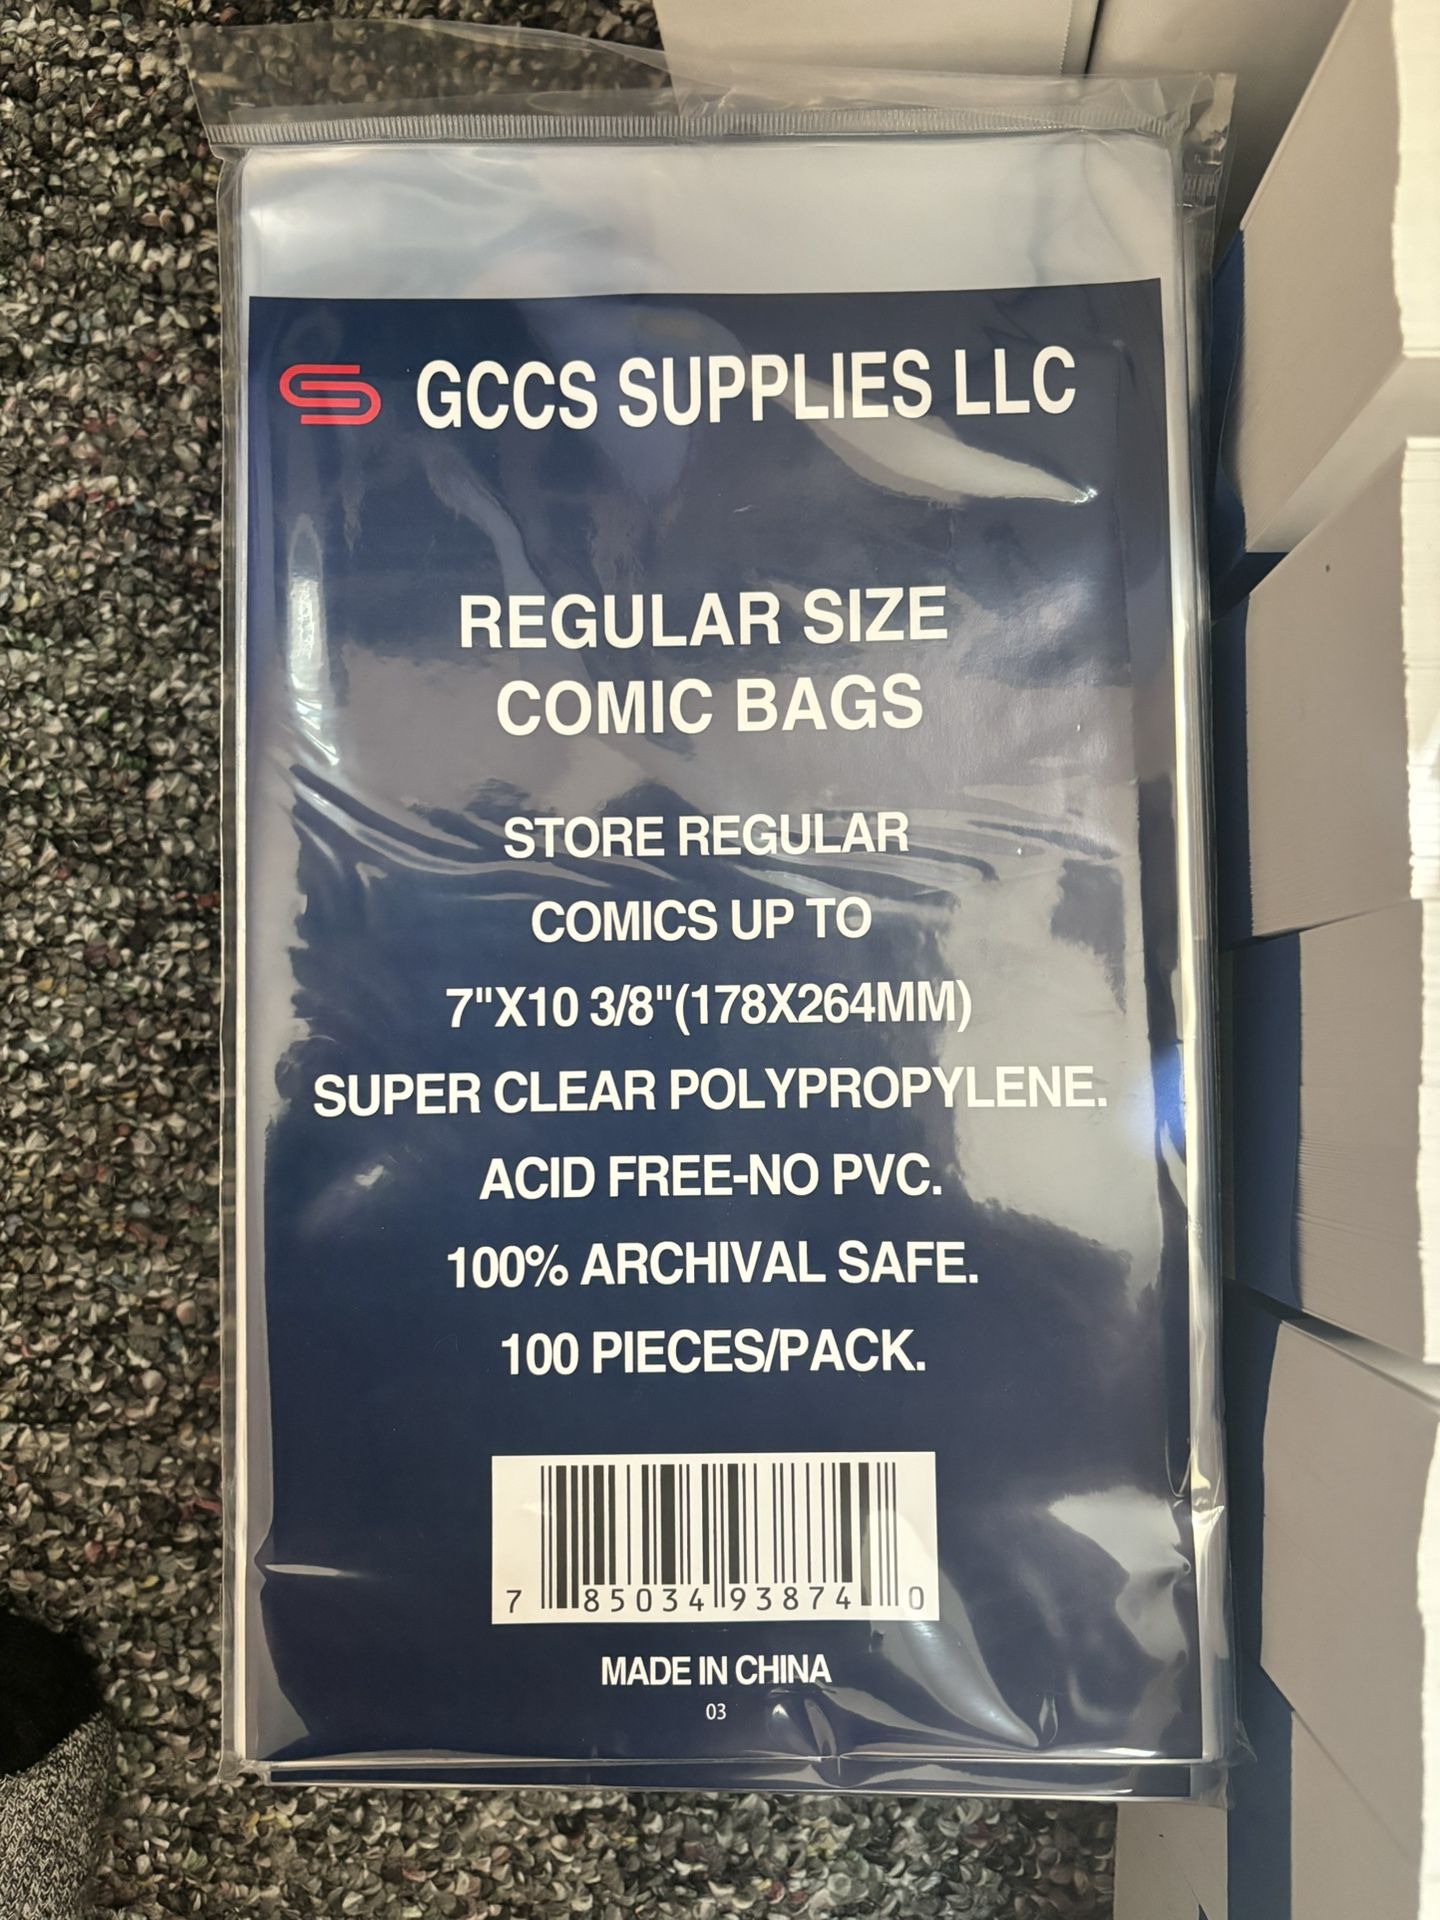 GCCS SUPPLIES LLC
REGULAR SIZE
COMIC BAGS
STORE REGULAR
COMICS UP TO
7"X10 3/8"(178X264MM)
SUPER CLEAR POLYPROPYLENE.
ACID FREE-NO PVC.
100% ARCHIVAL SAFE.
100 PIECES/PACK.
7 85034 93874 0
MADE IN CHINA
03